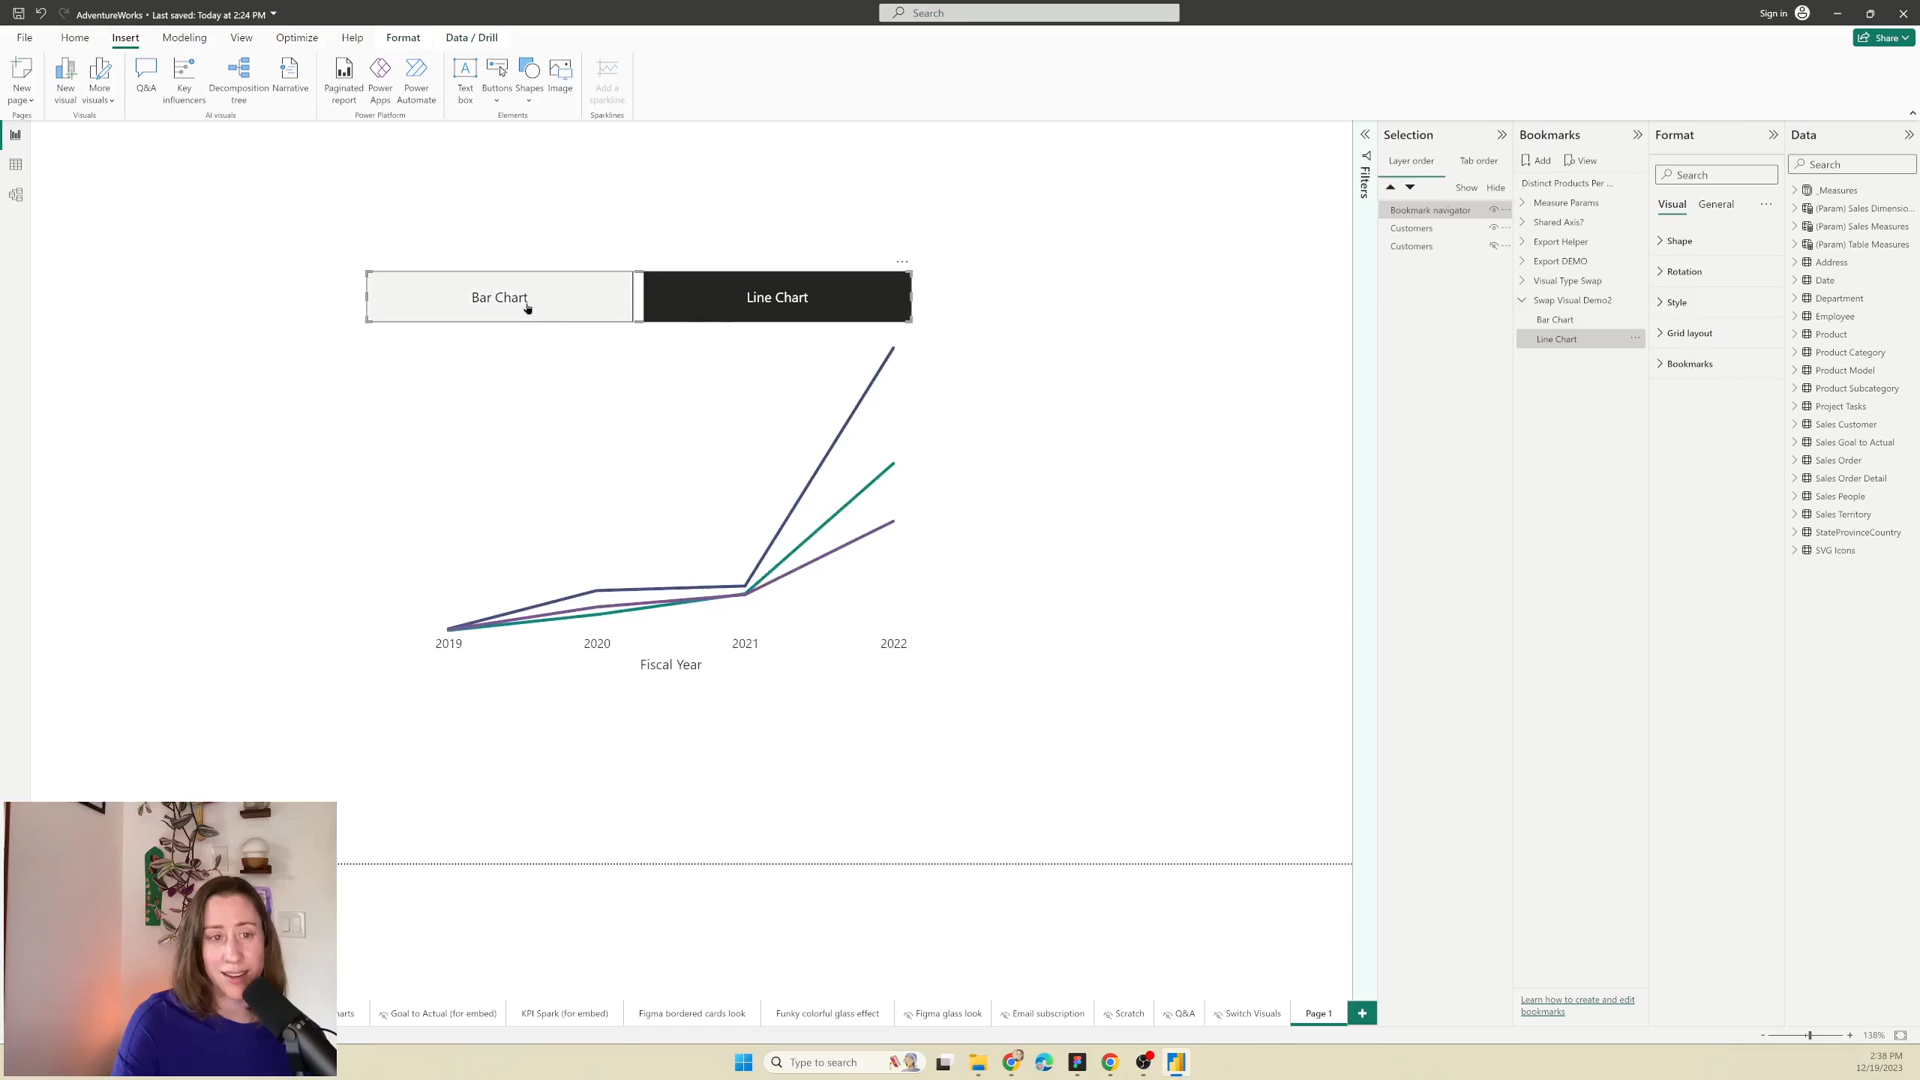 AdventureWorks • Last saved: Today at 2:24 PM
Search
Sign in
File
Home
Insert
Modeling
View
Optimize
Help
Format
Data / Drill
Share
New page
New visual
More visuals
Q&A
Key influencers
Decomposition tree
Narrative
Paginated report
Power Apps
Power Automate
Text box
Buttons
Shapes
Image
Add a sparkline
Pages
Visuals
AI visuals
Power Platform
Elements
Sparklines
Bar Chart
Line Chart
2019
2020
2021
2022
Fiscal Year
Filters
Selection
Layer order
Tab order
Show
Hide
Bookmark navigator
Customers
Customers
Bookmarks
Add
View
Distinct Products Per ...
Measure Params
Shared Axis?
Export Helper
Export DEMO
Visual Type Swap
Swap Visual Demo2
Bar Chart
Line Chart
Learn how to create and edit
bookmarks
Format
Search
Visual
General
Shape
Rotation
Style
Grid layout
Bookmarks
Data
Search
_Measures
(Param) Sales Dimensio...
(Param) Sales Measures
(Param) Table Measures
Address
Date
Department
Employee
Product
Product Category
Product Model
Product Subcategory
Project Tasks
Sales Customer
Sales Goal to Actual
Sales Order
Sales Order Detail
Sales People
Sales Territory
StateProvinceCountry
SVG Icons
arts
Goal to Actual (for embed)
KPI Spark (for embed)
Figma bordered cards look
Funky colorful glass effect
Figma glass look
Email subscription
Scratch
Q&A
Switch Visuals
Page 1
138%
Type to search
2:38 PM
12/19/2023